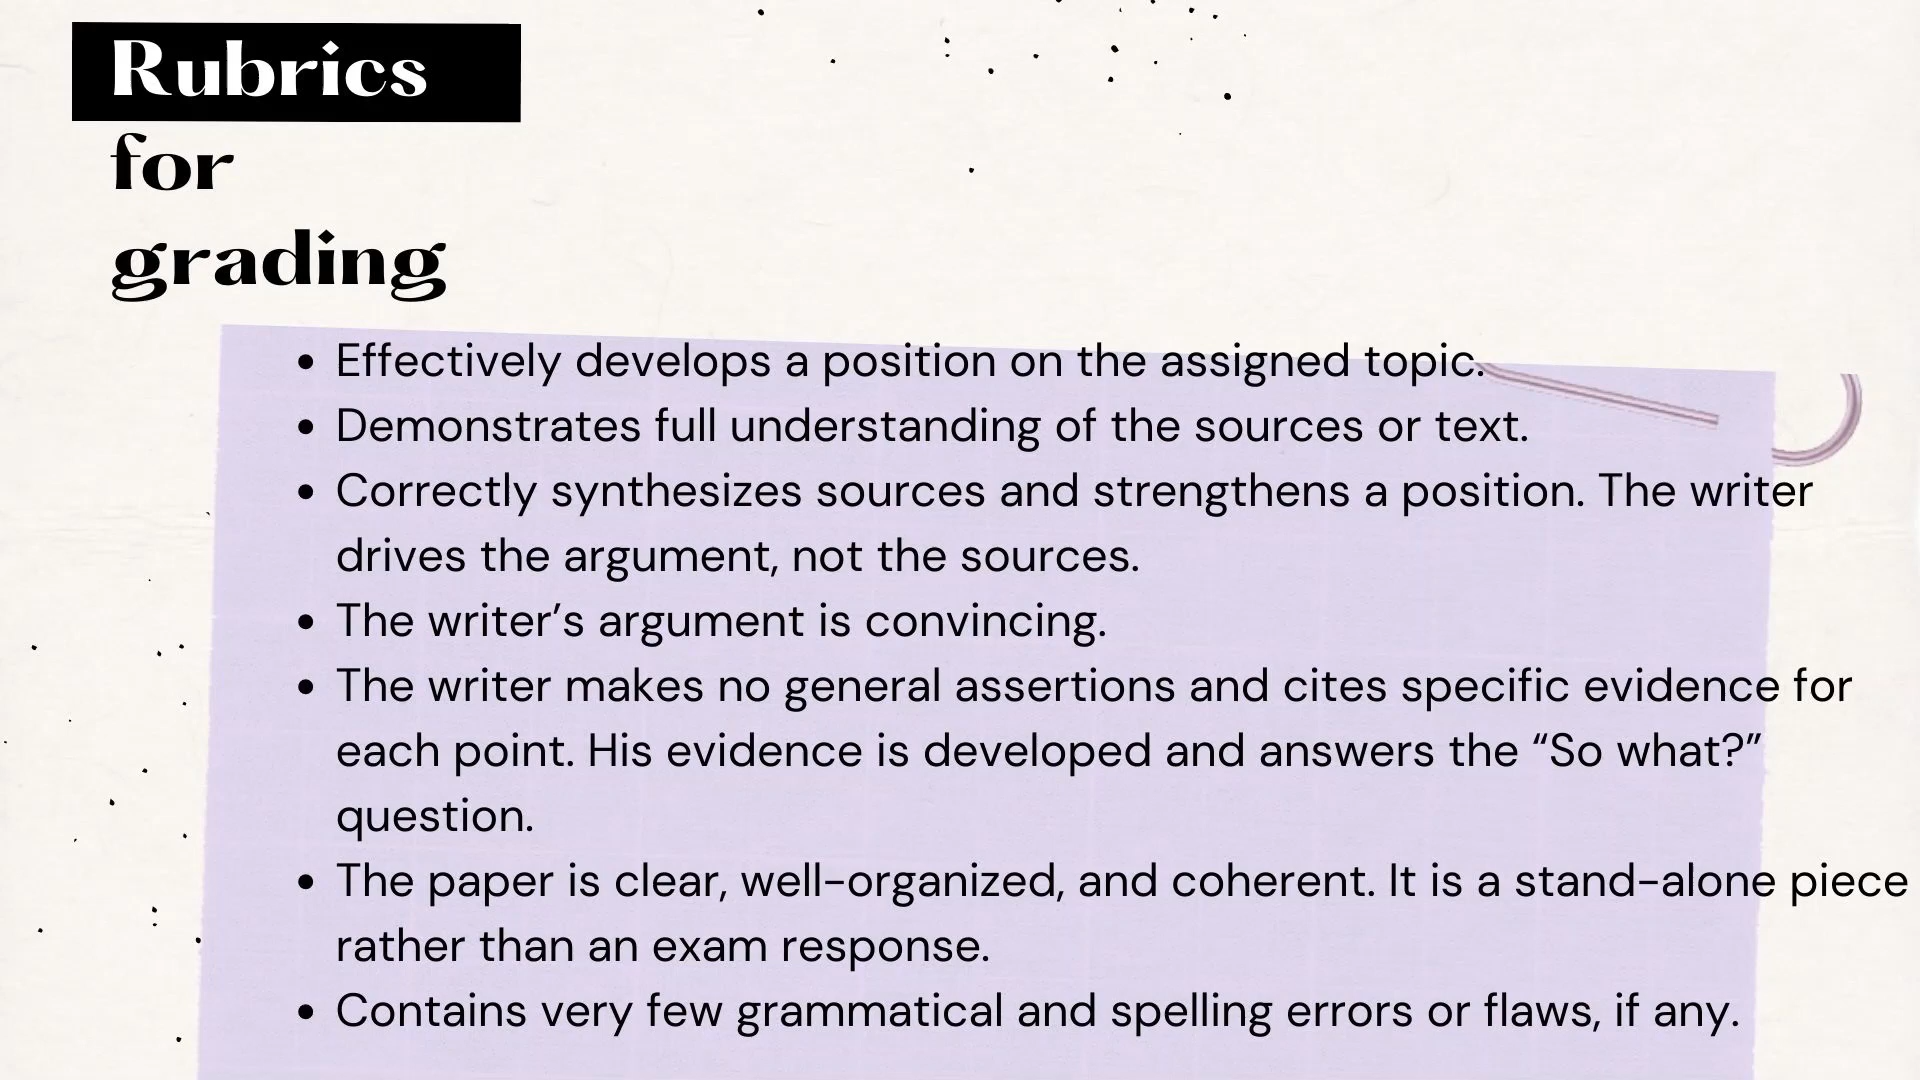 Rubrics
for
grading
• Effectively develops a position on the assigned topic.
• Demonstrates full understanding of the sources or text.
• Correctly synthesizes sources and strengthens a position. The writer
drives the argument, not the sources.
• The writer’s argument is convincing.
• The writer makes no general assertions and cites specific evidence for
each point. His evidence is developed and answers the “So what?”
question.
• The paper is clear, well-organized, and coherent. It is a stand-alone piece
rather than an exam response.
• Contains very few grammatical and spelling errors or flaws, if any.